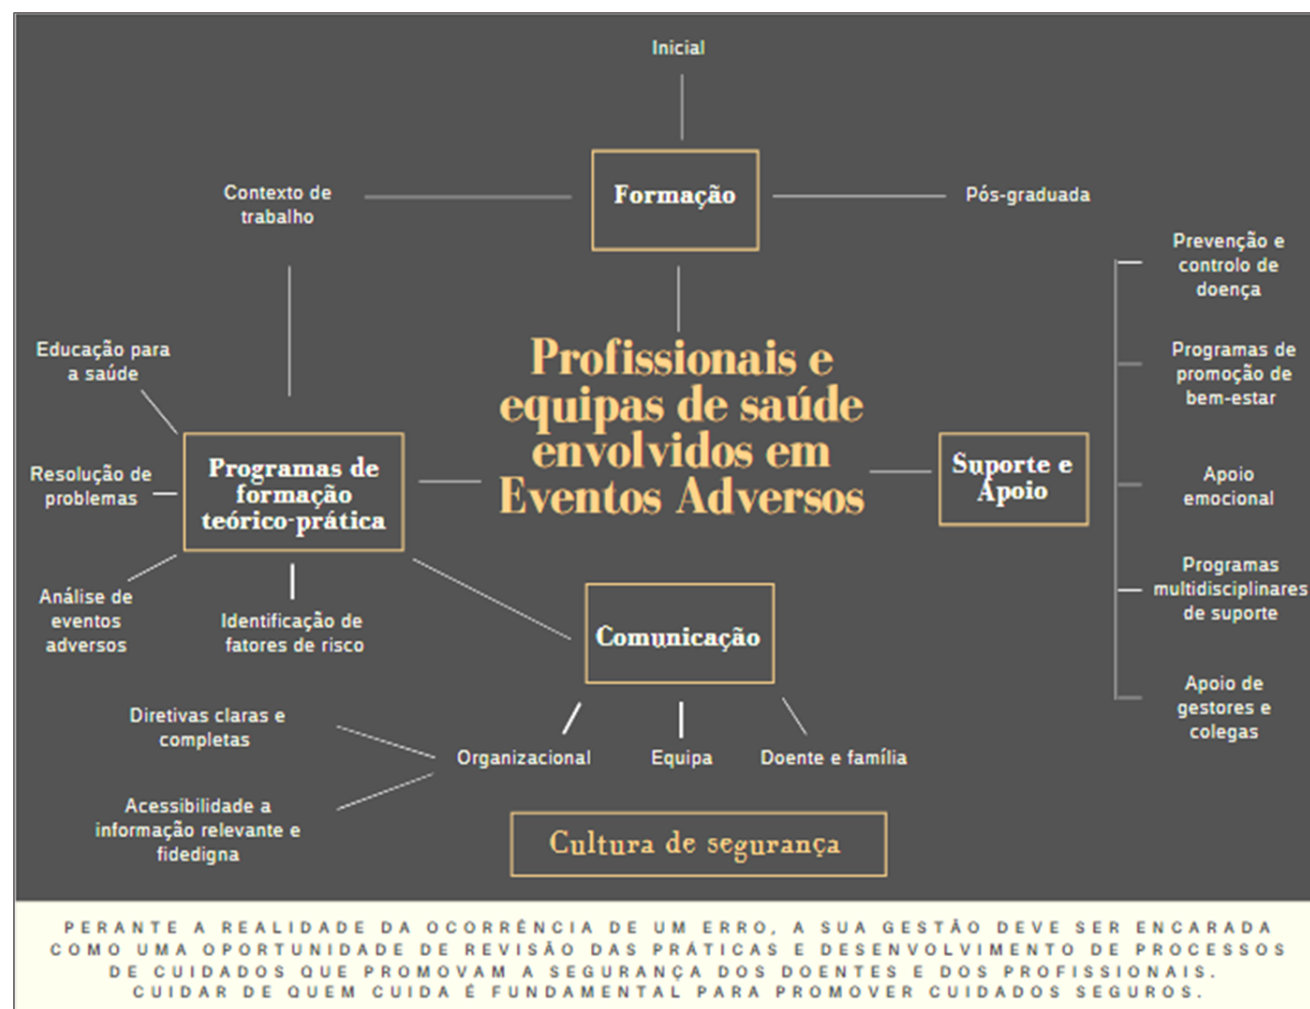 Inicial
Formação
Contexto de
trabalho
Pós-graduada
Prevenção e
controlo de
doença
Programas de
promoção de
bem-estar
Apoio
emocional
Programas
multidisciplinares
de suporte
Apoio de
gestores e
colegas
Suporte e
Apoio
Profissionais e
equipas de saúde
envolvidos em
Eventos Adversos
Educação para
a saúde
Resolução de
problemas
Programas de
formação
teórico-prática
Análise de
eventos
adversos
Identificação de
fatores de risco
Comunicação
Organizacional
Equipa
Doente e família
Diretivas claras e
completas
Acessibilidade a
informação relevante e
fidedigna
Cultura de segurança
PERANTE A REALIDADE DA OCORRÊNCIA DE UM ERRO, A SUA GESTÃO DEVE SER ENCARADA
COMO UMA OPORTUNIDADE DE REVISÃO DAS PRÁTICAS E DESENVOLVIMENTO DE PROCESSOS
DE CUIDADOS QUE PROMOVAM A SEGURANÇA DOS DOENTES E DOS PROFISSIONAIS.
CUIDAR DE QUEM CUIDA É FUNDAMENTAL PARA PROMOVER CUIDADOS SEGUROS.